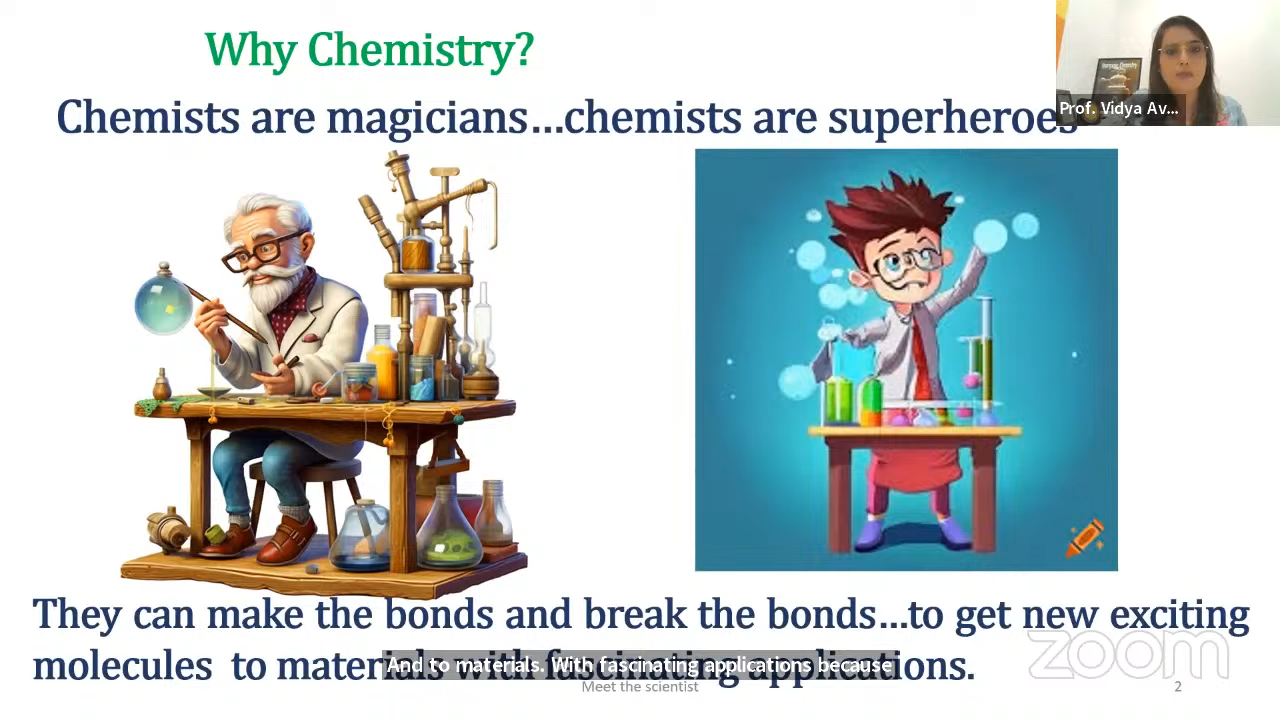 Why Chemistry?
Chemists are magicians...chemists are superheroes
Prof. Vidya Av...
They can make the bonds and break the bonds...to get new exciting
molecules to materials with fascinating applications.
And to materials. With fascinating applications because
Meet the scientist
2
zoom